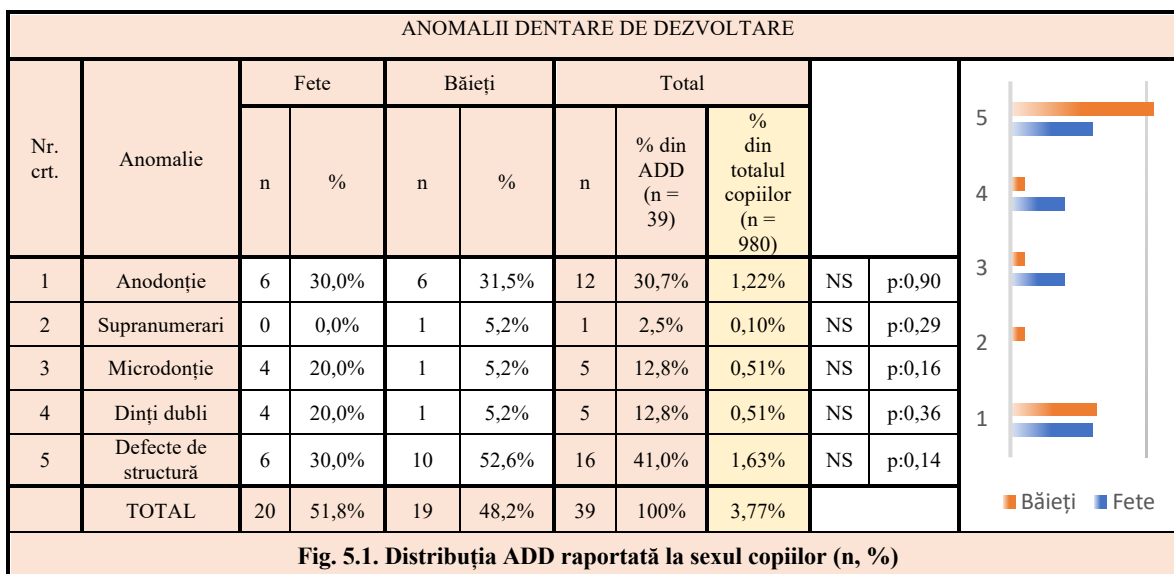 ANOMALII DENTARE DE DEZVOLTARE
Nr. crt. Anomalie Fete Băieți Total
n % n % n % din ADD (n = 39) % din totalul copiilor (n = 980)
1 Anodonție 6 30,0% 6 31,5% 12 30,7% 1,22% NS p:0,90
2 Supranumerari 0 0,0% 1 5,2% 1 2,5% 0,10% NS p:0,29
3 Microdonție 4 20,0% 1 5,2% 5 12,8% 0,51% NS p:0,16
4 Dinți dubli 4 20,0% 1 5,2% 5 12,8% 0,51% NS p:0,36
5 Defecte de structură 6 30,0% 10 52,6% 16 41,0% 1,63% NS p:0,14
TOTAL 20 51,8% 19 48,2% 39 100% 3,77%
5
4
3
2
1
Băieți Fete
Fig. 5.1. Distribuția ADD raportată la sexul copiilor (n, %)